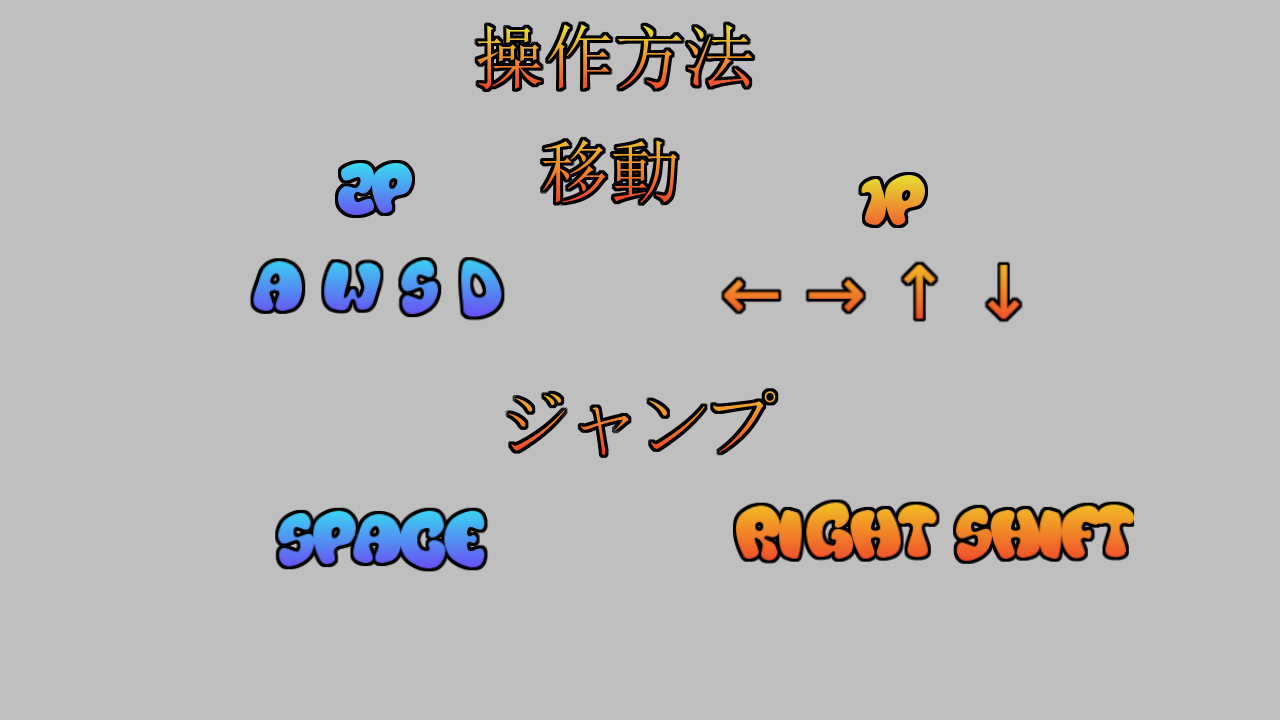 操作方法
移動
2P
1P
A W S D
← → ↑ ↓
ジャンプ
SPACE
RIGHT SHIFT